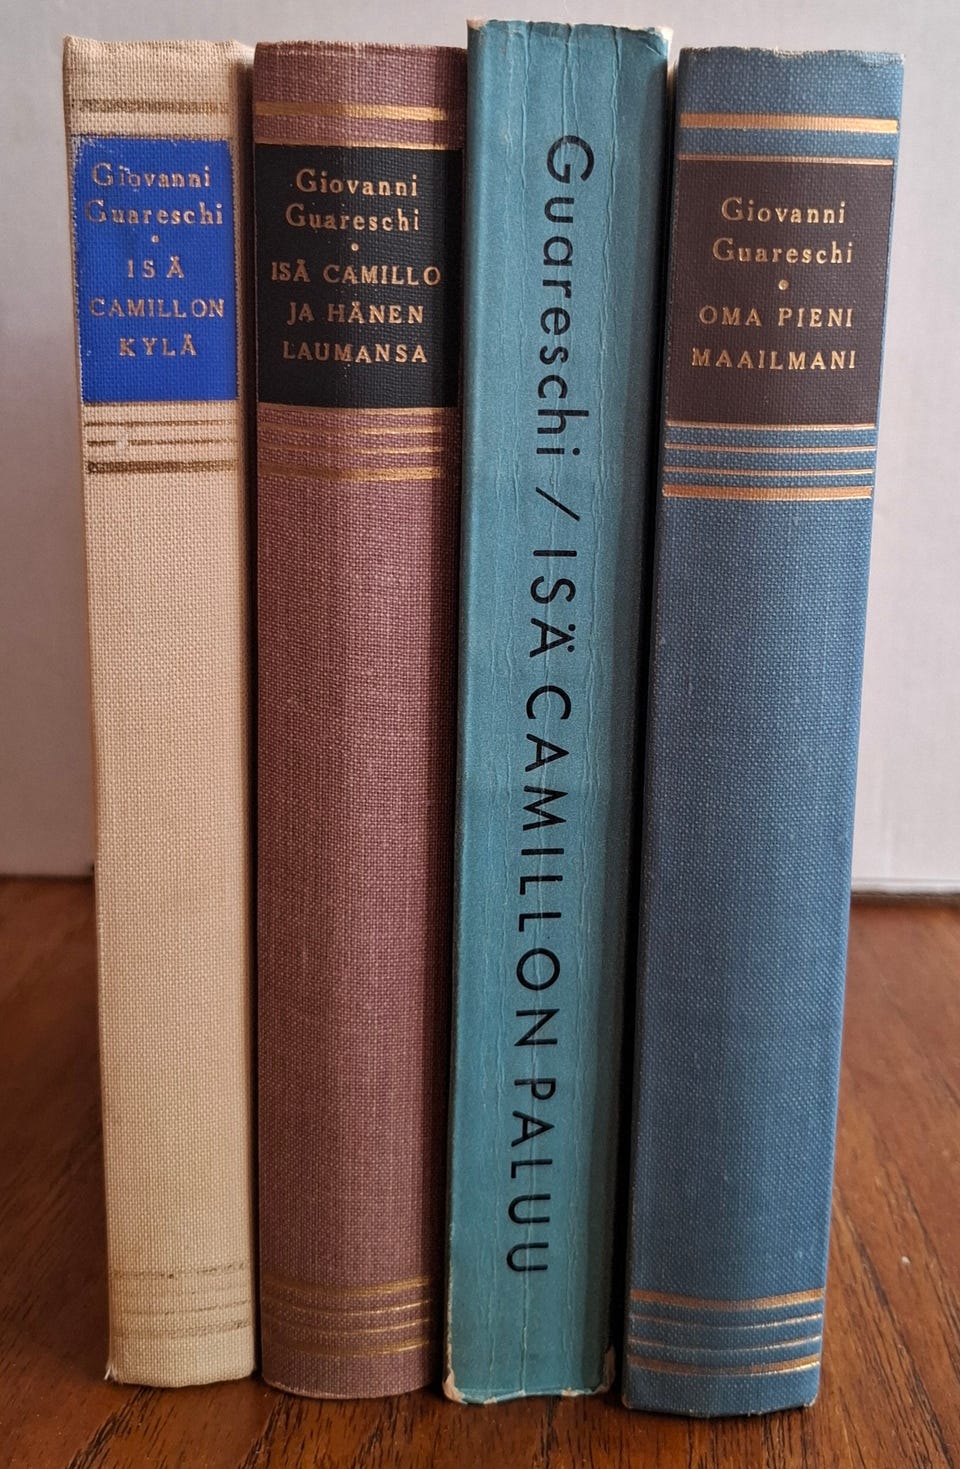 Giovanni
Guareschi
•
ISÄ
CAMILLON
KYLÄ
Giovanni
Guareschi
•
ISÄ CAMILLO
JA HÄNEN
LAUMANSA
Guareschi / ISÄ CAMILLON PALUU
Giovanni
Guareschi
•
OMA PIENI
MAAILMANI